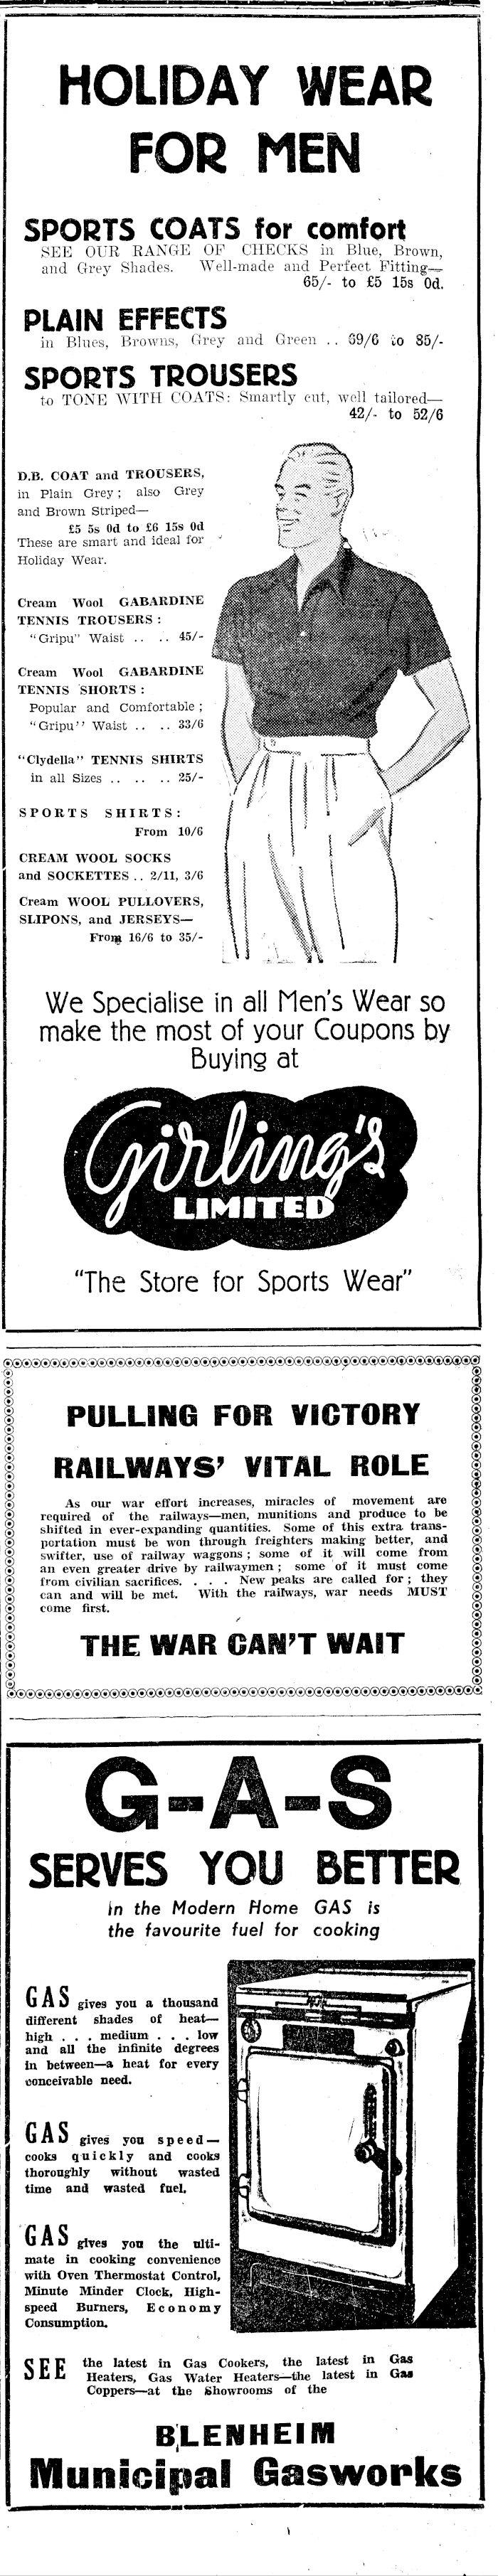 HOLIDAY WEAR
FOR MEN
SPORTS COATS for comfort
SEE OUR RANGE OF CHECKS in Blue, Brown,
and Grey Shades. Well-made and Perfect Fitting—
65/- to £5 15s 0d.
PLAIN EFFECTS
in Blues, Browns, Grey and Green .. 69/6 to 85/-
SPORTS TROUSERS
to TONE WITH COATS: Smartly cut, well tailored—
42/- to 52/6
D.B. COAT and TROUSERS,
in Plain Grey; also Grey
and Brown Striped—
£5 5s 0d to £6 15s 0d
These are smart and ideal for
Holiday Wear.
Cream Wool GABARDINE
TENNIS TROUSERS:
"Gripu" Waist .. .. 45/-
Cream Wool GABARDINE
TENNIS SHORTS:
Popular and Comfortable;
"Gripu" Waist .. .. 33/6
"Clydella" TENNIS SHIRTS
in all Sizes .. .. .. 25/-
SPORTS SHIRTS:
From 10/6
CREAM WOOL SOCKS
and SOCKETTES .. 2/11, 3/6
Cream WOOL PULLOVERS,
SLIPONS, and JERSEYS—
From 16/6 to 35/-
We Specialise in all Men's Wear so
make the most of your Coupons by
Buying at
Girling's
LIMITED
"The Store for Sports Wear"
PULLING FOR VICTORY
RAILWAYS' VITAL ROLE
As our war effort increases, miracles of movement are
required of the railways—men, munitions and produce to be
shifted in ever-expanding quantities. Some of this extra trans-
portation must be won through freighters making better, and
swifter, use of railway waggons; some of it will come from
an even greater drive by railwaymen; some of it must come
from civilian sacrifices. . . . New peaks are called for; they
can and will be met. With the railways, war needs MUST
come first.
THE WAR CAN'T WAIT
G-A-S
SERVES YOU BETTER
In the Modern Home GAS is
the favourite fuel for cooking
GAS gives you a thousand
different shades of heat—
high . . . medium . . . low
and all the infinite degrees
in between—a heat for every
conceivable need.
GAS gives you speed—
cooks quickly and cooks
thoroughly without wasted
time and wasted fuel.
GAS gives you the ulti-
mate in cooking convenience
with Oven Thermostat Control,
Minute Minder Clock, High-
speed Burners, Economy
Consumption.
SEE the latest in Gas Cookers, the latest in Gas
Heaters, Gas Water Heaters—the latest in Gas
Coppers—at the Showrooms of the
BLENHEIM
Municipal Gasworks